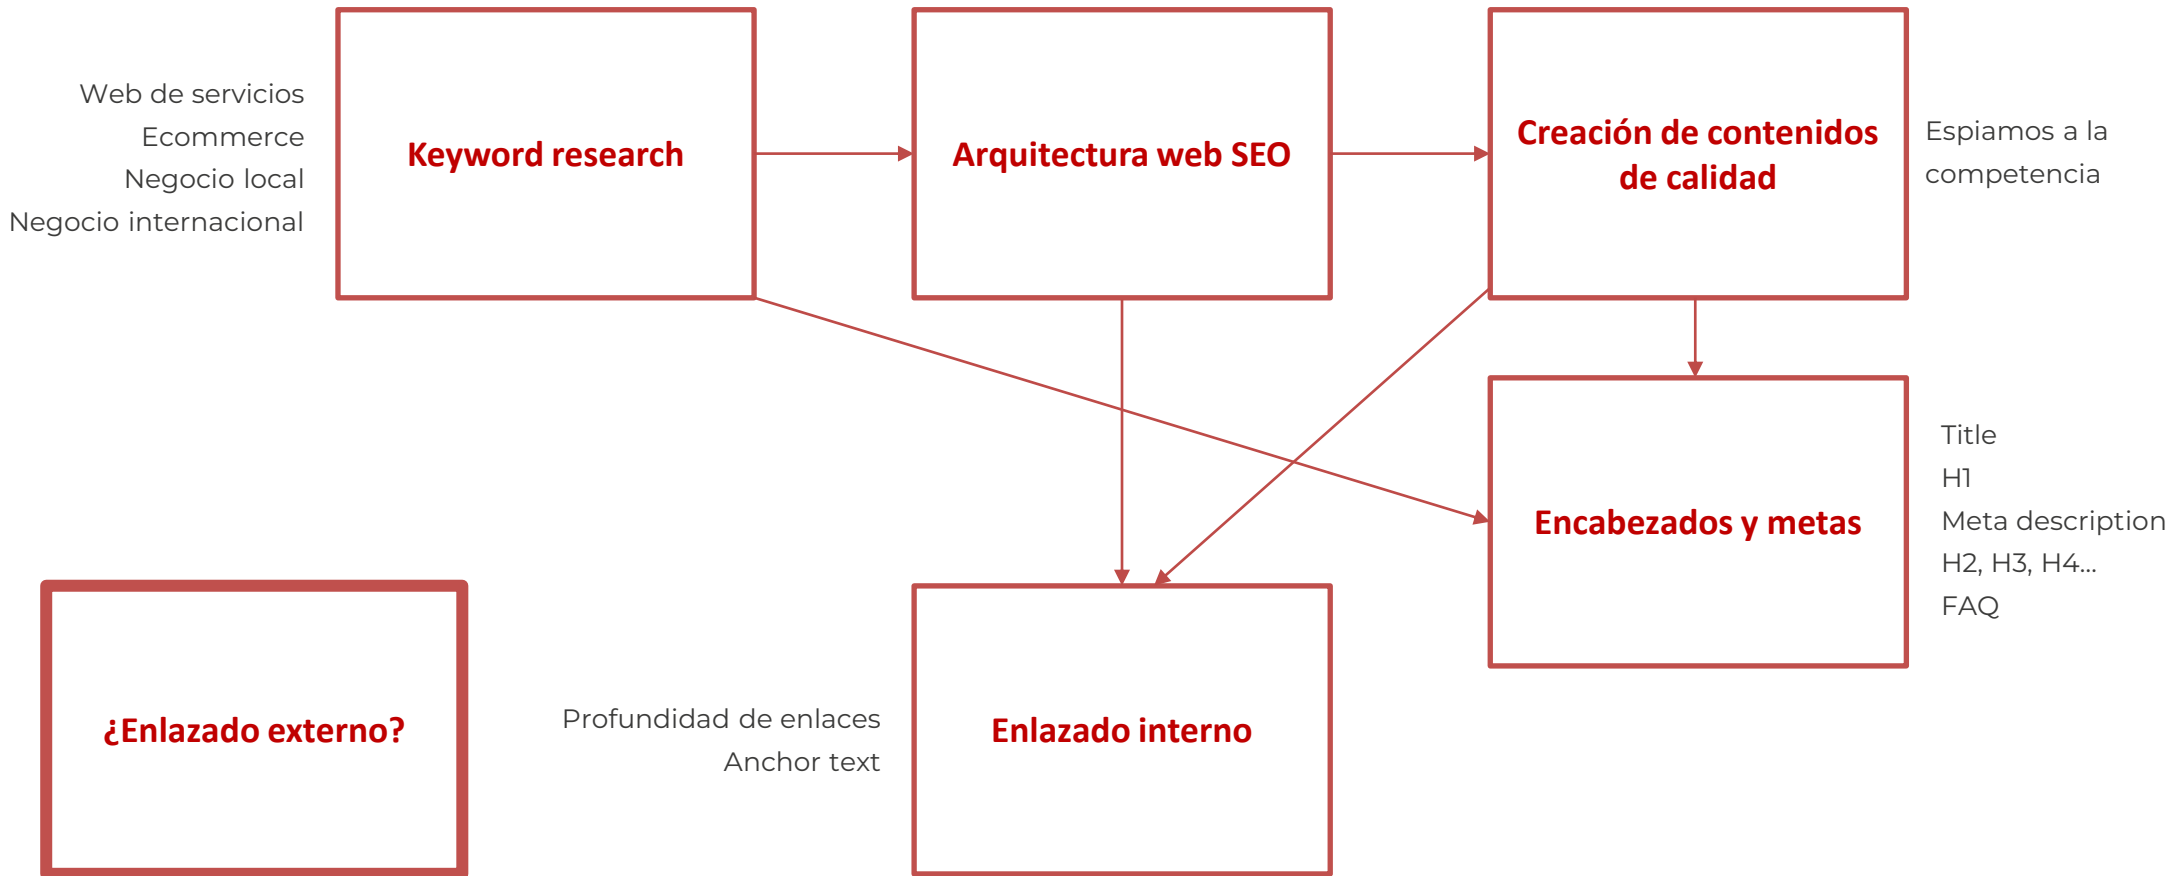 Web de servicios
Ecommerce
Negocio local
Negocio internacional
Keyword research
Arquitectura web SEO
Creación de contenidos
de calidad
Espiamos a la
competencia
Encabezados y metas
Title
H1
Meta description
H2, H3, H4...
FAQ
¿Enlazado externo?
Profundidad de enlaces
Anchor text
Enlazado interno